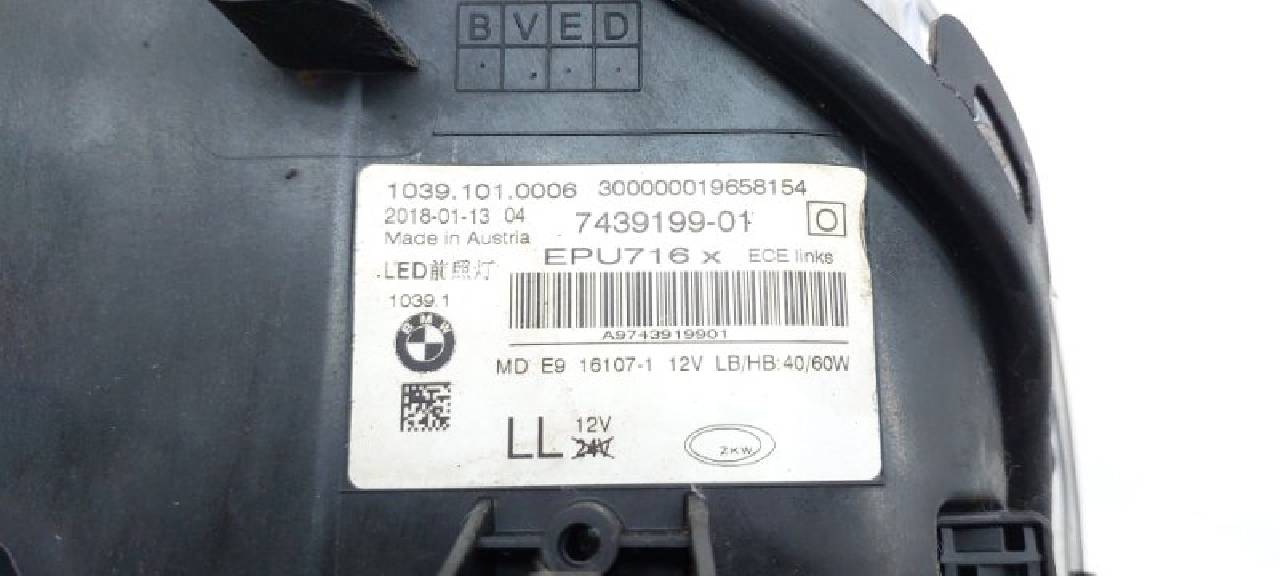 BVED
1039.101.0006 300000019658154
2018-01-13 04 7439199-01 O
Made in Austria
EPU716 x ECE links
LED前照灯
1039.1
BMW
A9743919901
MD E9 16107-1 12V LB/HB: 40/60W
12V
LL 24V
ZKW